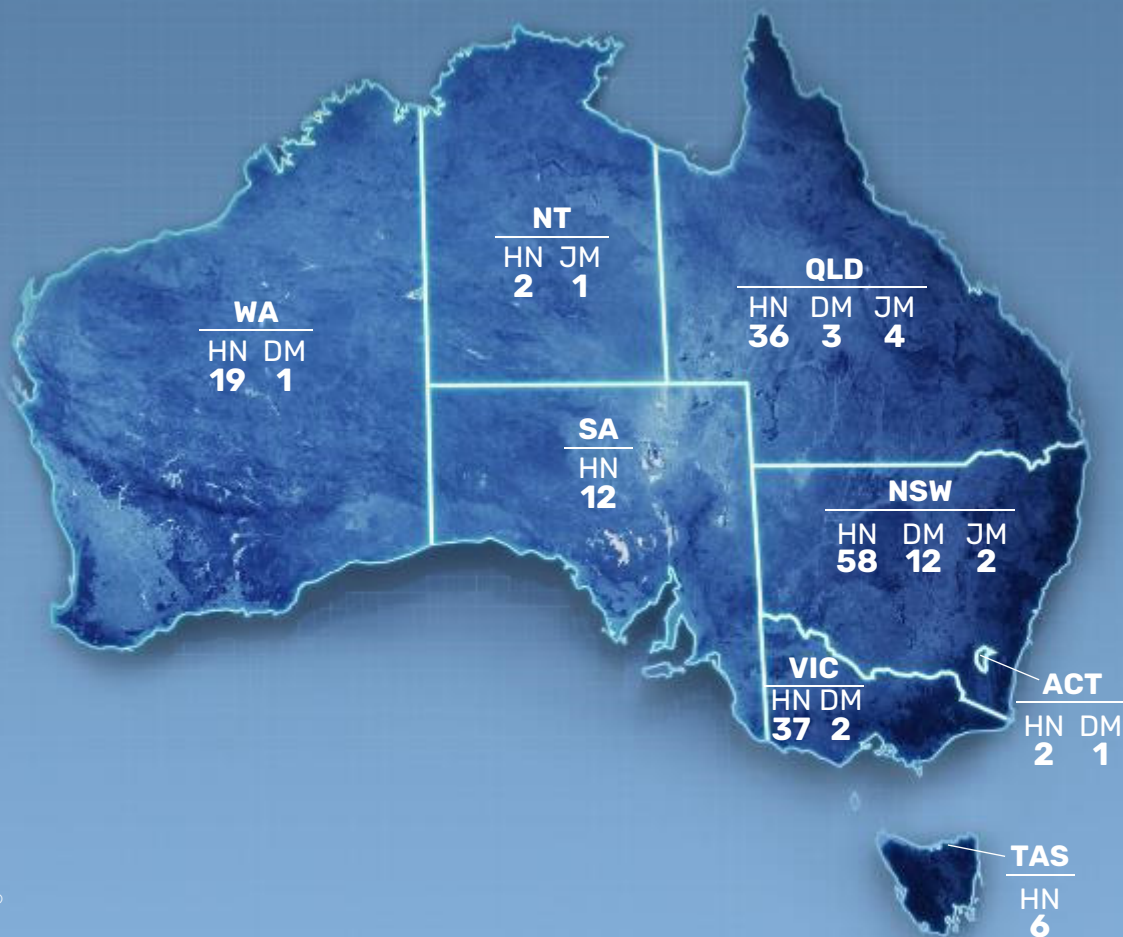 NT
HN JM
2 1
QLD
HN DM JM
36 3 4
WA
HN DM
19 1
SA
HN
12
NSW
HN DM JM
58 12 2
VIC
HN DM
37 2
ACT
HN DM
2 1
TAS
HN
6